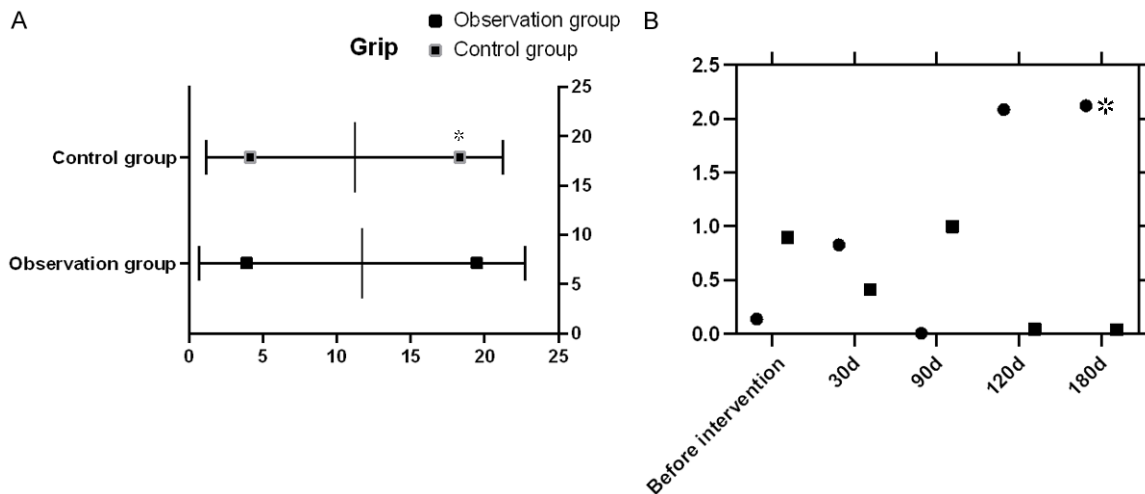 A
Grip
Observation group
Control group
25
20
15
10
5
0
Control group
*
Observation group
0 5 10 15 20 25
B
2.5
2.0
1.5
1.0
0.5
0.0
*
Before intervention 30d 90d 120d 180d